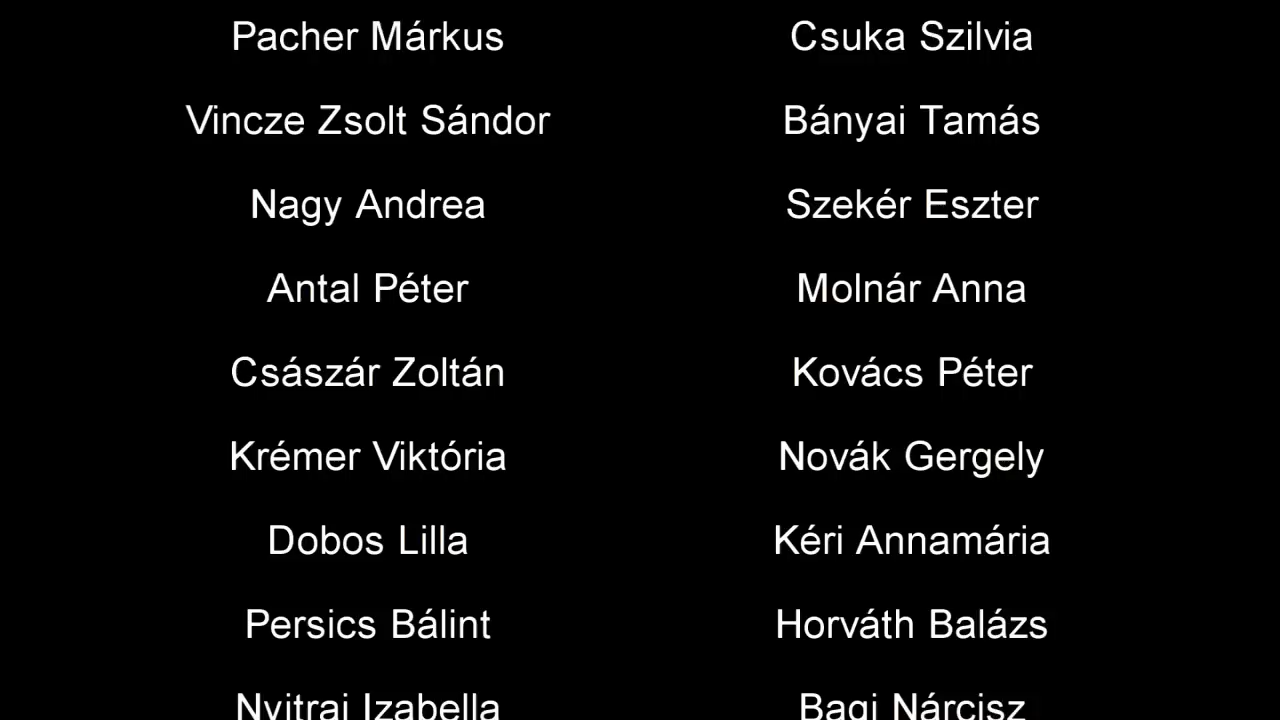 Pacher Márkus
Csuka Szilvia
Vincze Zsolt Sándor
Bányai Tamás
Nagy Andrea
Szekér Eszter
Antal Péter
Molnár Anna
Császár Zoltán
Kovács Péter
Krémer Viktória
Novák Gergely
Dobos Lilla
Kéri Annamária
Persics Bálint
Horváth Balázs
Nyitrai Izabella
Bagi Nárcisz